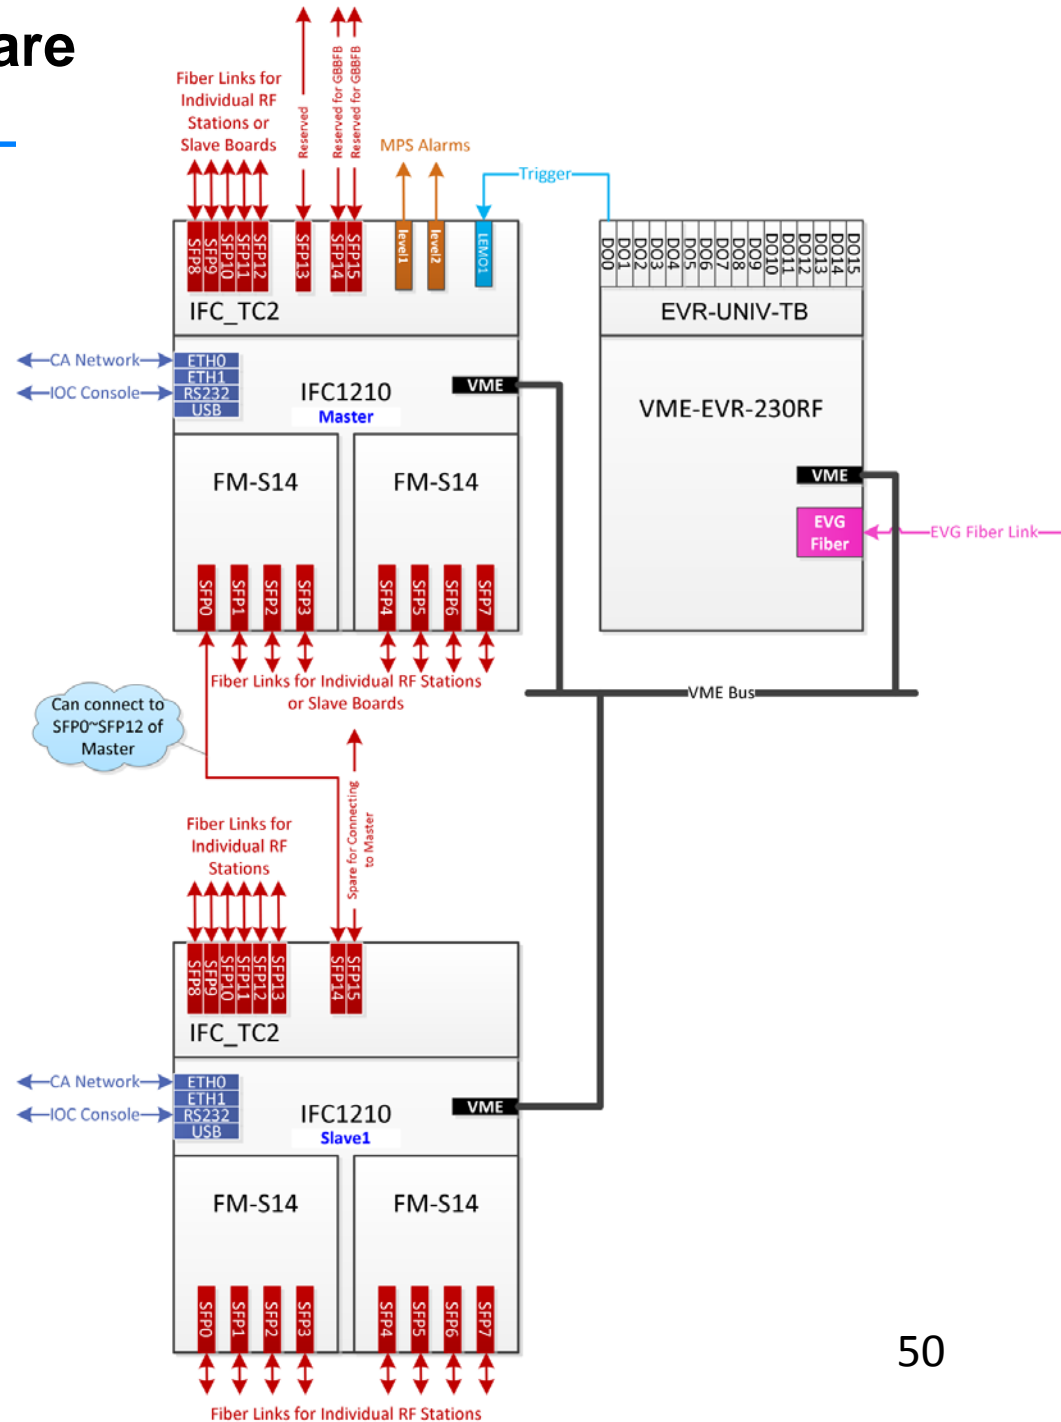 are
Fiber Links for
Individual RF
Stations or
Slave Boards
Reserved
Reserved for GBBFB
Reserved for GBBFB
MPS Alarms
Trigger
SFP8
SFP9
SFP10
SFP11
SFP12
SFP13
SFP14
SFP15
level1
level2
LEMO1
IFC_TC2
DO0
DO1
DO2
DO3
DO4
DO5
DO6
DO7
DO8
DO9
DO10
DO11
DO12
DO13
DO14
DO15
EVR-UNIV-TB
CA Network
IOC Console
ETH0
ETH1
RS232
USB
IFC1210
Master
VME
VME-EVR-230RF
VME
EVG
Fiber
EVG Fiber Link
FM-S14
FM-S14
SFP0
SFP1
SFP2
SFP3
SFP4
SFP5
SFP6
SFP7
Fiber Links for Individual RF Stations
or Slave Boards
VME Bus
Can connect to
SFP0~SFP12 of
Master
Spare for Connecting
to Master
Fiber Links for
Individual RF
Stations
SFP8
SFP9
SFP10
SFP11
SFP12
SFP13
SFP14
SFP15
IFC_TC2
CA Network
IOC Console
ETH0
ETH1
RS232
USB
IFC1210
Slave1
VME
FM-S14
FM-S14
SFP0
SFP1
SFP2
SFP3
SFP4
SFP5
SFP6
SFP7
Fiber Links for Individual RF Stations
50